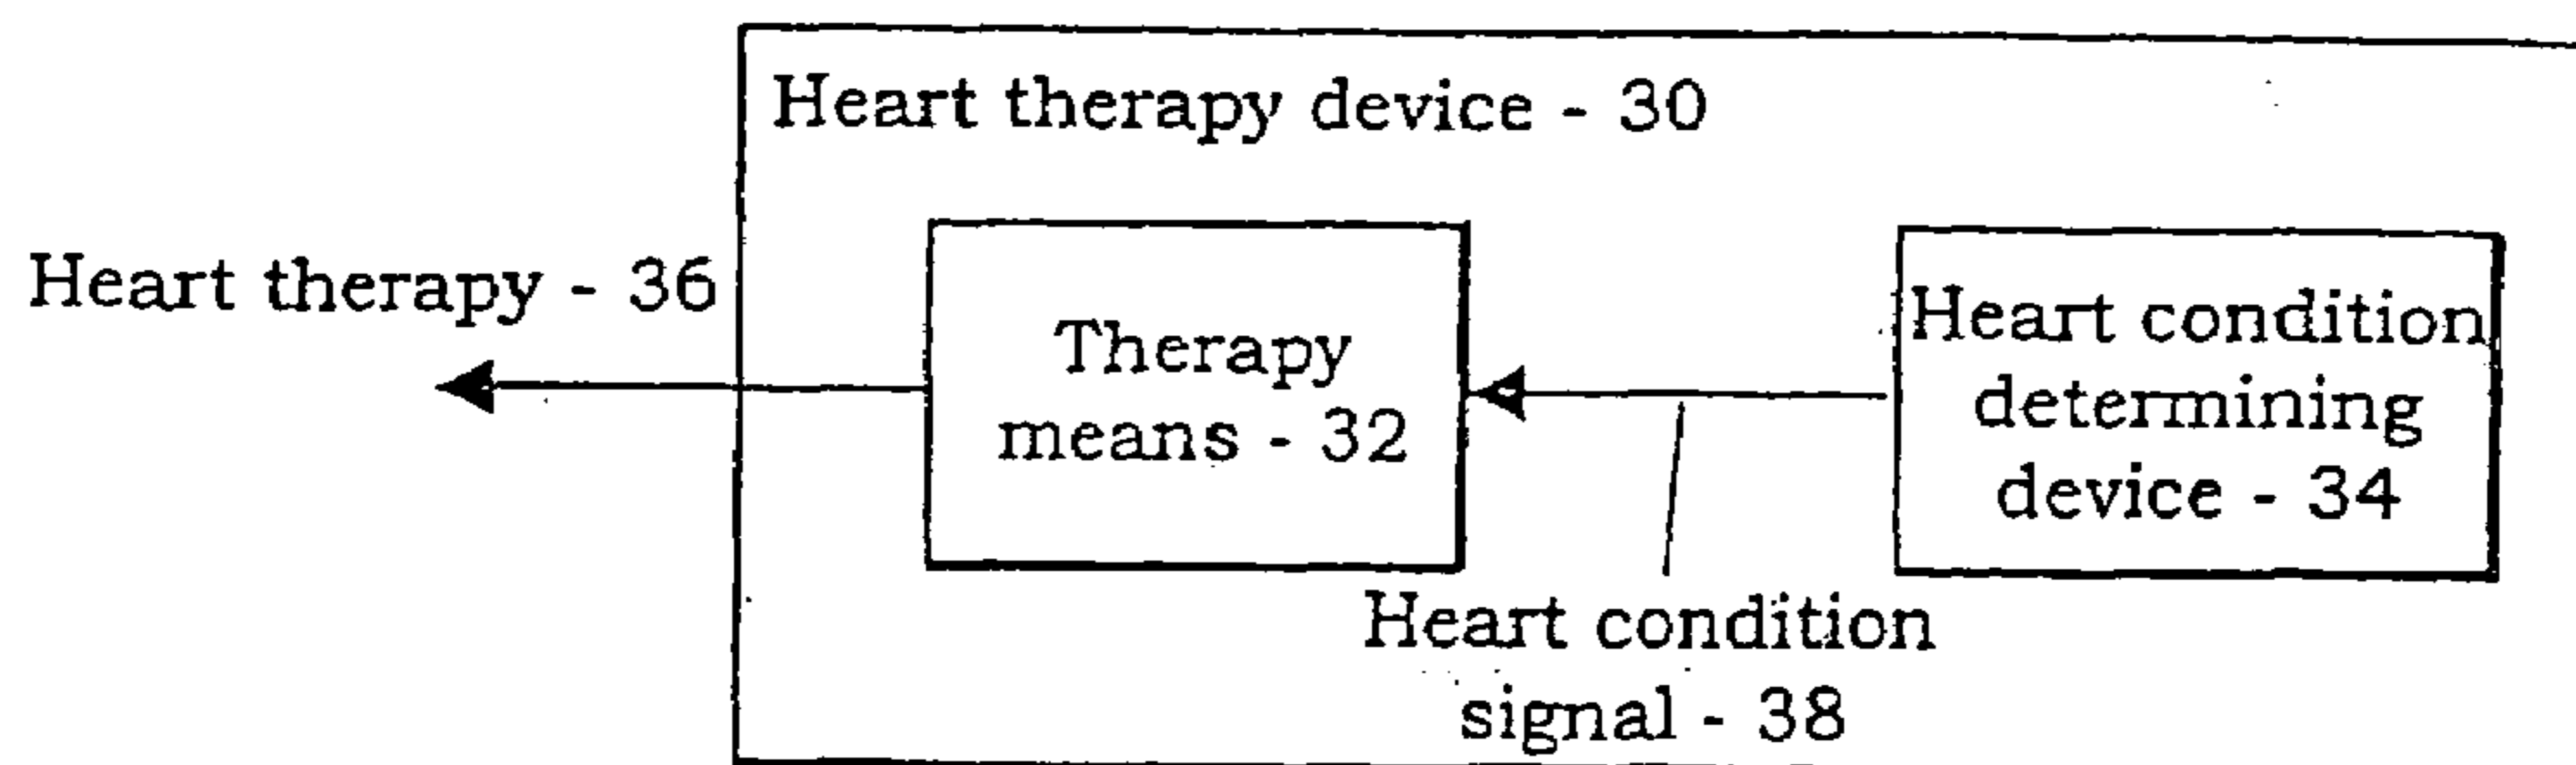 Heart therapy device - 30
Heart therapy - 36
Therapy
means - 32
Heart condition
determining
device - 34
Heart condition
signal - 38